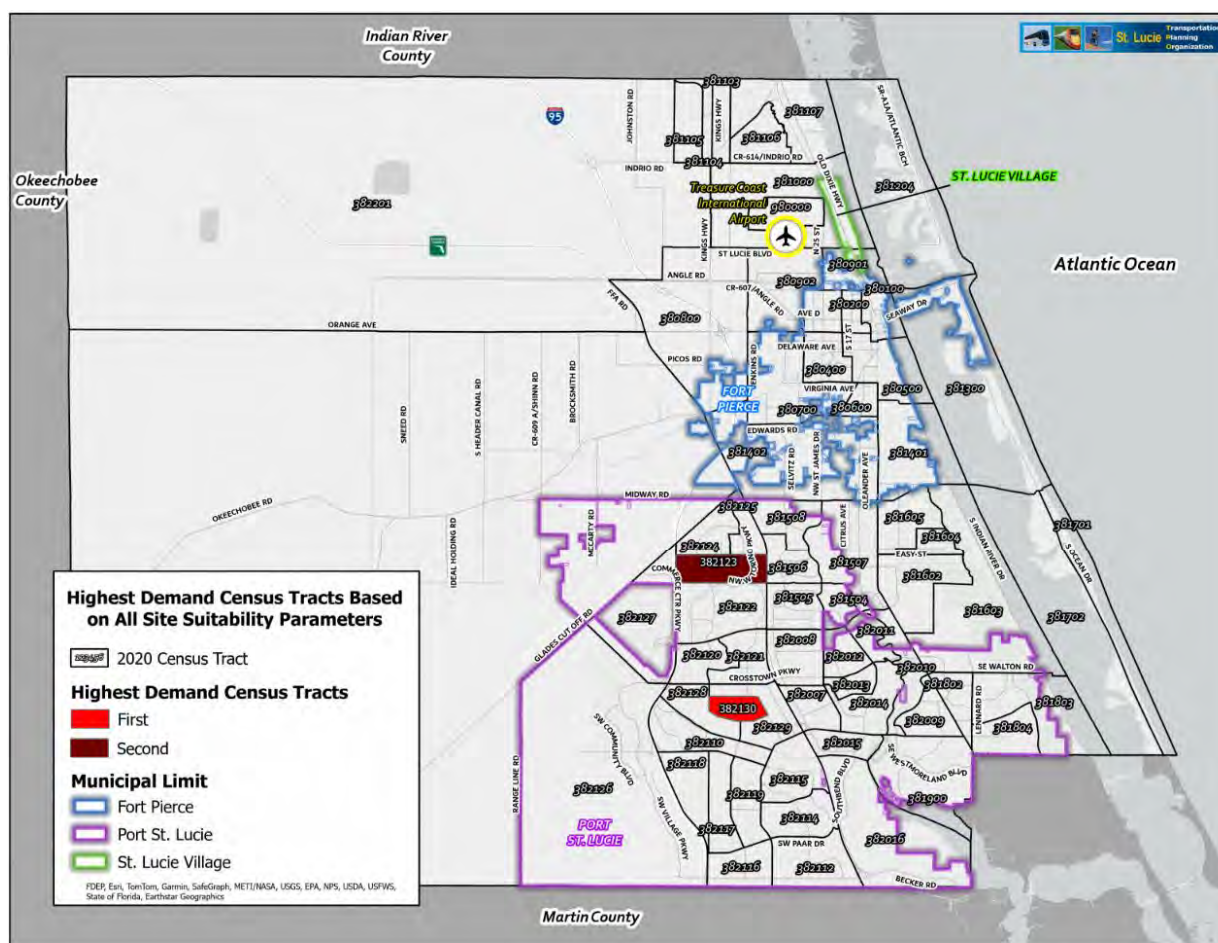 Indian River
County
St. Lucie
Transportation
Planning
Organization
381103
95
JOHNSTON RD
KINGS HWY
381107
SR-A1A/ATLANTIC BCH
381105
381106
CR-614/INDRIO RD
OLD DIXIE HWY
381104
INDRIO RD
Okeechobee
County
382201
381000
381204
ST. LUCIE VILLAGE
Treasure Coast
International
Airport
980000
KINGS HWY
N 25 ST
ST LUCIE BLVD
380901
Atlantic Ocean
ANGLE RD
CR-607/ANGLE RD
380902
380100
FFA RD
380200
SEAWAY DR
AVE D
S 17 ST
380800
ORANGE AVE
DELAWARE AVE
PICOS RD
JENKINS RD
380400
VIRGINIA AVE
380500
381300
FORT
PIERCE
380700
380600
SNEED RD
S HEADER CANAL RD
CR-609 A/SHINN RD
BROCKSMITH RD
EDWARDS RD
381402
SELVITZ RD
NW ST JAMES DR
OLEANDER AVE
381401
OKEECHOBEE RD
MIDWAY RD
382125
381508
CITRUS AVE
381605
S INDIAN RIVER DR
381701
S OCEAN DR
MCCARTY RD
IDEAL HOLDING RD
382124
381604
382123
381506
381507
EASY ST
COMMERCE CTR PKWY
381602
381505
381504
382127
382122
381603
381702
GLADES CUT OFF RD
382011
382008
382120
382121
382012
382010
SE WALTON RD
CROSSTOWN PKWY
382128
382007
382013
381802
LENNARD RD
381803
382130
382014
382129
382009
381804
SW COMMUNITY BLVD
382110
382015
SE WESTMORELAND BLVD
382118
382115
SOUTHBEND BLVD
RANGE LINE RD
382126
382119
381900
PORT
ST. LUCIE
SW VILLAGE PKWY
382114
382117
SW PAAR DR
382016
382116
382112
BECKER RD
Martin County
Highest Demand Census Tracts Based
on All Site Suitability Parameters
2020 Census Tract
Highest Demand Census Tracts
First
Second
Municipal Limit
Fort Pierce
Port St. Lucie
St. Lucie Village
FDEP, Esri, TomTom, Garmin, SafeGraph, METI/NASA, USGS, EPA, NPS, USDA, USFWS,
State of Florida, Earthstar Geographics